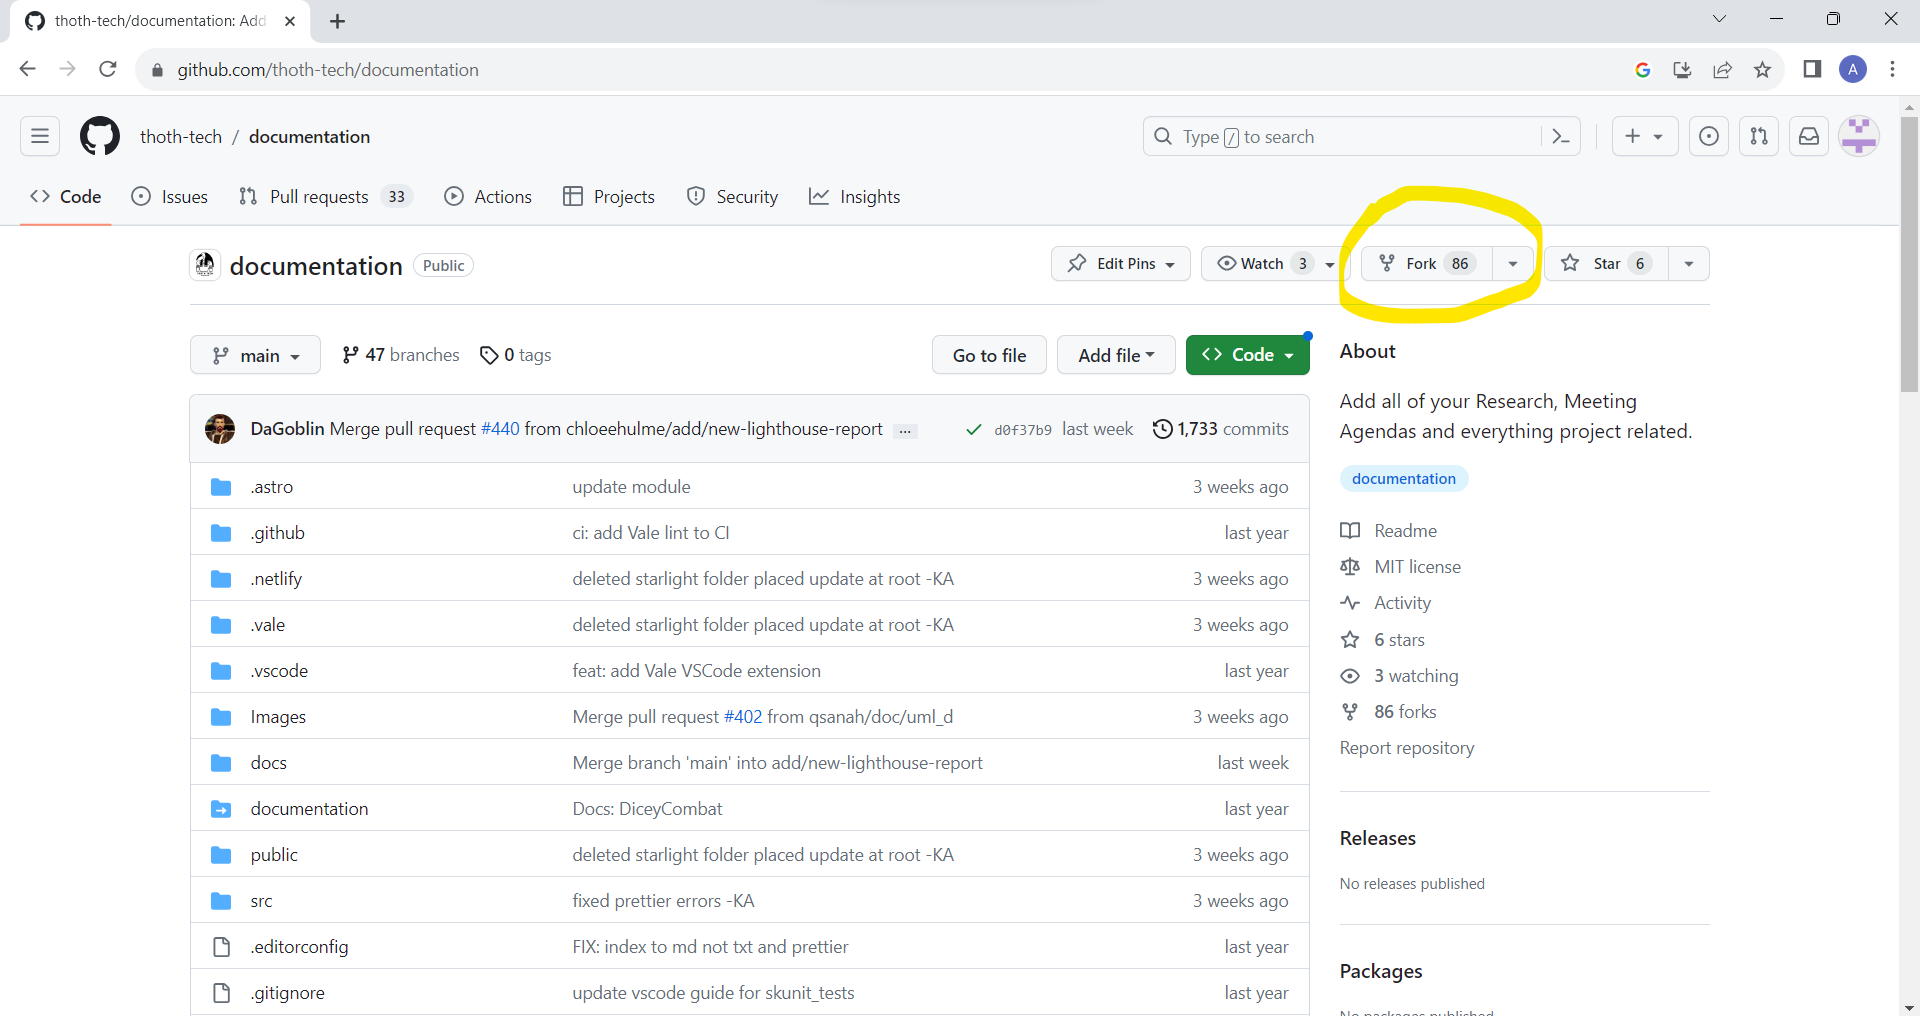 thoth-tech/documentation: Add
github.com/thoth-tech/documentation
A
thoth-tech / documentation
Type / to search
Code
Issues
Pull requests 33
Actions
Projects
Security
Insights
documentation Public
Edit Pins
Watch 3
Fork 86
Star 6
main
47 branches
0 tags
Go to file
Add file
Code
DaGoblin Merge pull request #440 from chloeehulme/add/new-lighthouse-report ...
d0f37b9 last week
1,733 commits
.astro update module 3 weeks ago
.github ci: add Vale lint to CI last year
.netlify deleted starlight folder placed update at root -KA 3 weeks ago
.vale deleted starlight folder placed update at root -KA 3 weeks ago
.vscode feat: add Vale VSCode extension last year
Images Merge pull request #402 from qsanah/doc/uml_d 3 weeks ago
docs Merge branch 'main' into add/new-lighthouse-report last week
documentation Docs: DiceyCombat last year
public deleted starlight folder placed update at root -KA 3 weeks ago
src fixed prettier errors -KA 3 weeks ago
.editorconfig FIX: index to md not txt and prettier last year
.gitignore update vscode guide for skunit_tests last year
About
Add all of your Research, Meeting
Agendas and everything project related.
documentation
Readme
MIT license
Activity
6 stars
3 watching
86 forks
Report repository
Releases
No releases published
Packages
No packages published